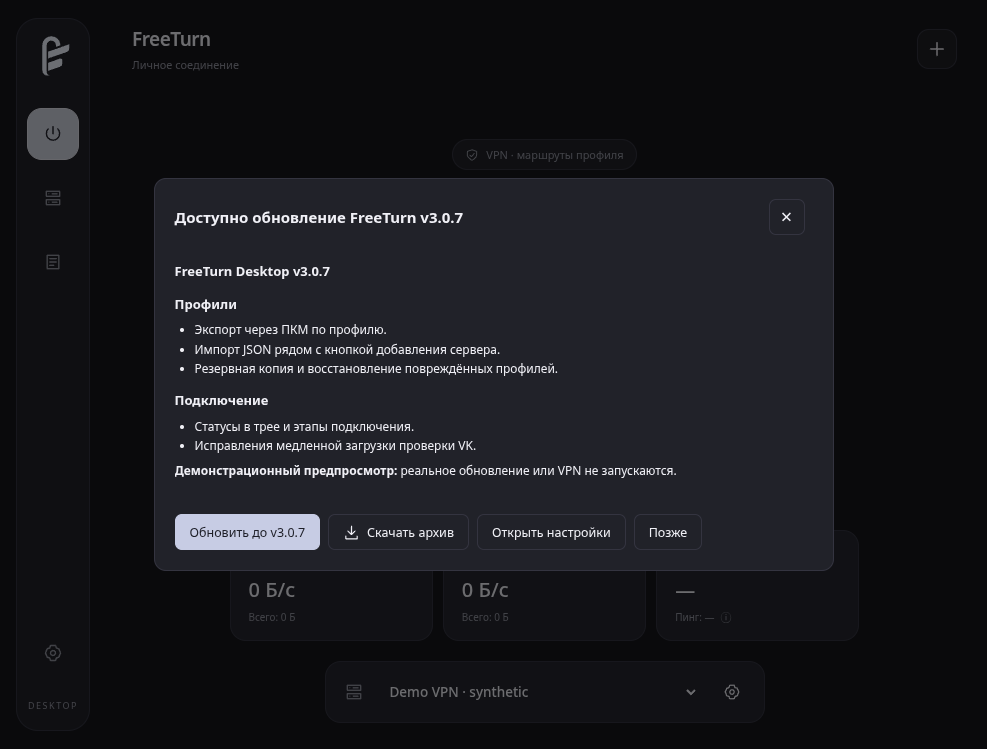 FreeTurn
Личное соединение
VPN · маршруты профиля
Доступно обновление FreeTurn v3.0.7
FreeTurn Desktop v3.0.7
Профили
• Экспорт через ПКМ по профилю.
• Импорт JSON рядом с кнопкой добавления сервера.
• Резервная копия и восстановление повреждённых профилей.
Подключение
• Статусы в трее и этапы подключения.
• Исправления медленной загрузки проверки VK.
Демонстрационный предпросмотр: реальное обновление или VPN не запускаются.
Обновить до v3.0.7 Скачать архив Открыть настройки Позже
0 Б/с 0 Б/с —
Всего: 0 Б Всего: 0 Б Пинг: —
Demo VPN · synthetic
DESKTOP